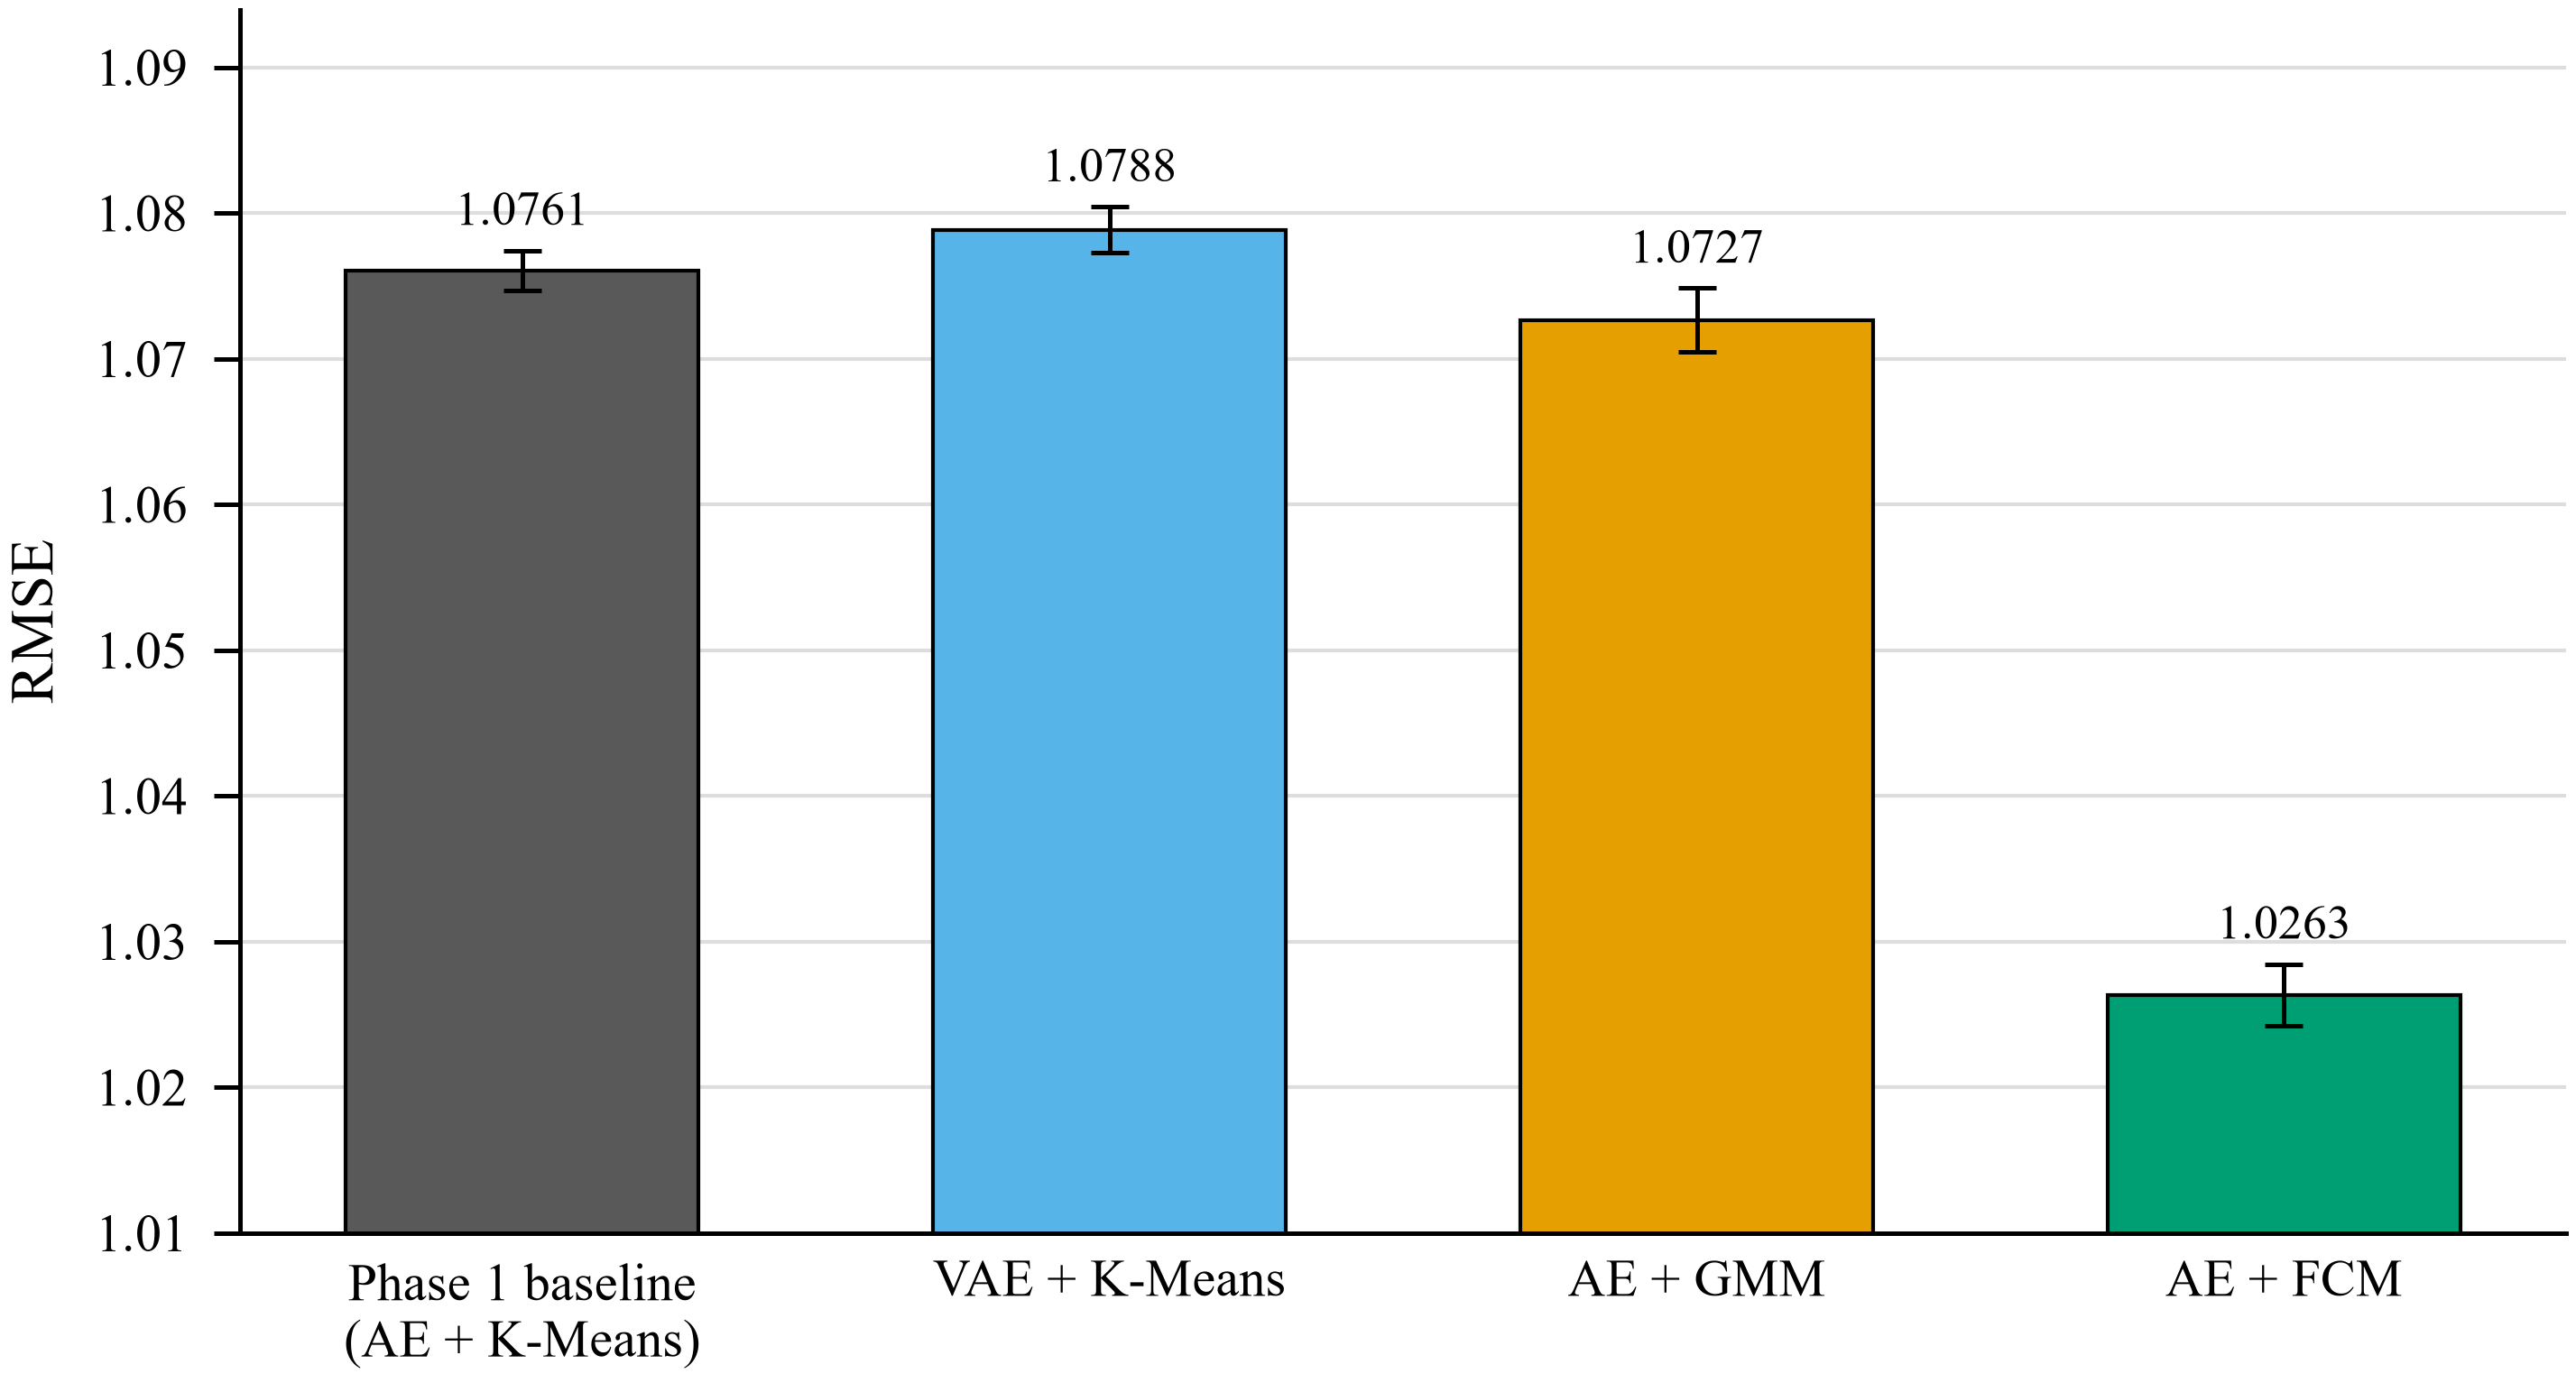 RMSE
1.09
1.08
1.07
1.06
1.05
1.04
1.03
1.02
1.01
1.0761
1.0788
1.0727
1.0263
Phase 1 baseline
(AE + K-Means)
VAE + K-Means
AE + GMM
AE + FCM